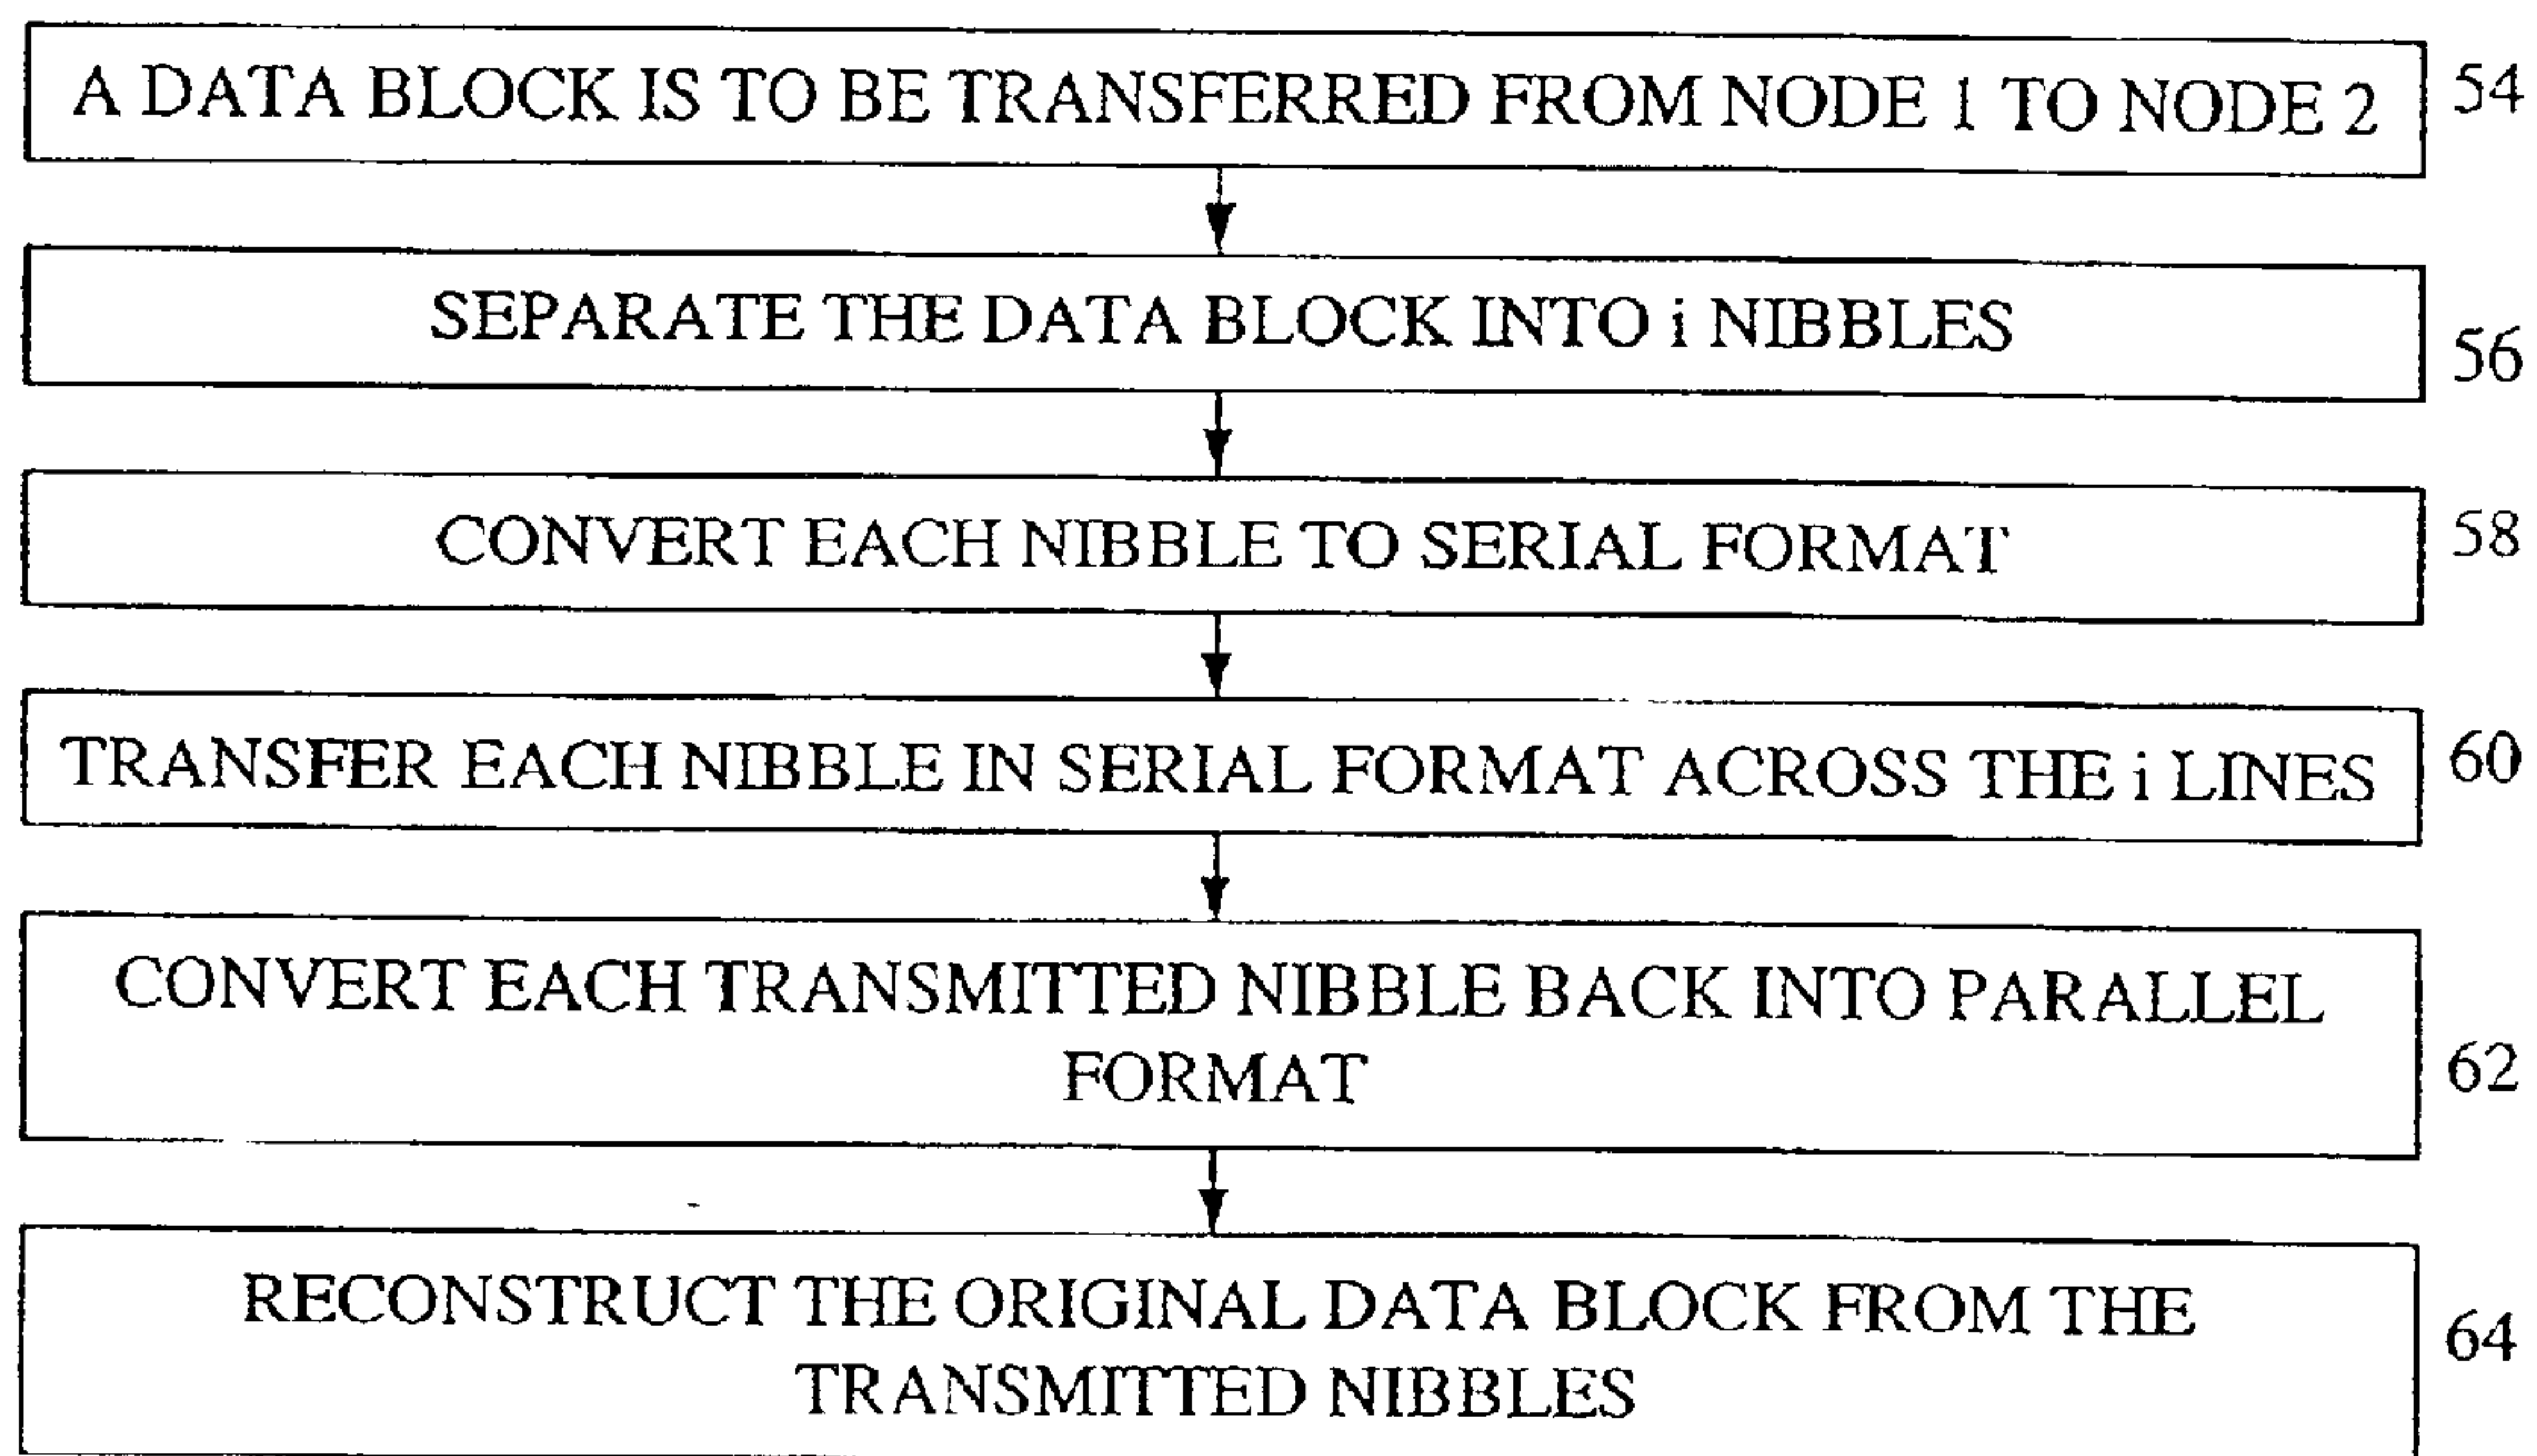 A DATA BLOCK IS TO BE TRANSFERRED FROM NODE 1 TO NODE 2 54
SEPARATE THE DATA BLOCK INTO i NIBBLES 56
CONVERT EACH NIBBLE TO SERIAL FORMAT 58
TRANSFER EACH NIBBLE IN SERIAL FORMAT ACROSS THE i LINES 60
CONVERT EACH TRANSMITTED NIBBLE BACK INTO PARALLEL
FORMAT 62
RECONSTRUCT THE ORIGINAL DATA BLOCK FROM THE
TRANSMITTED NIBBLES 64